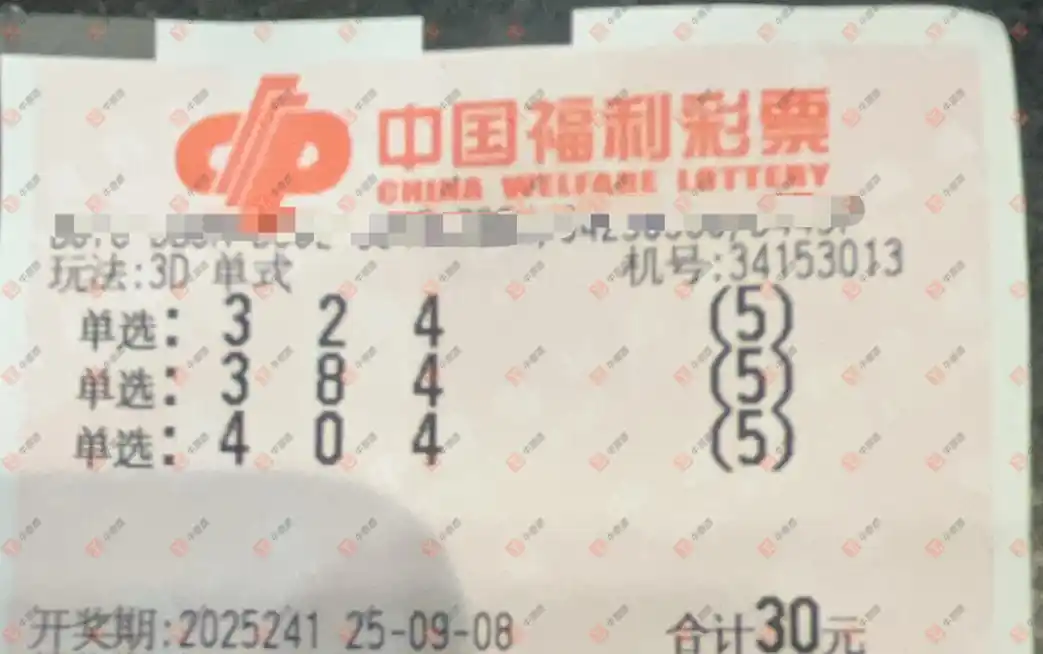 中国福利彩票
CHINA WELFARE LOTTERY
玩法:3D 单式 机号:34153013
单选: 3 2 4 (5)
单选: 3 8 4 (5)
单选: 4 0 4 (5)
开奖期:2025241 25-09-08 合计30元